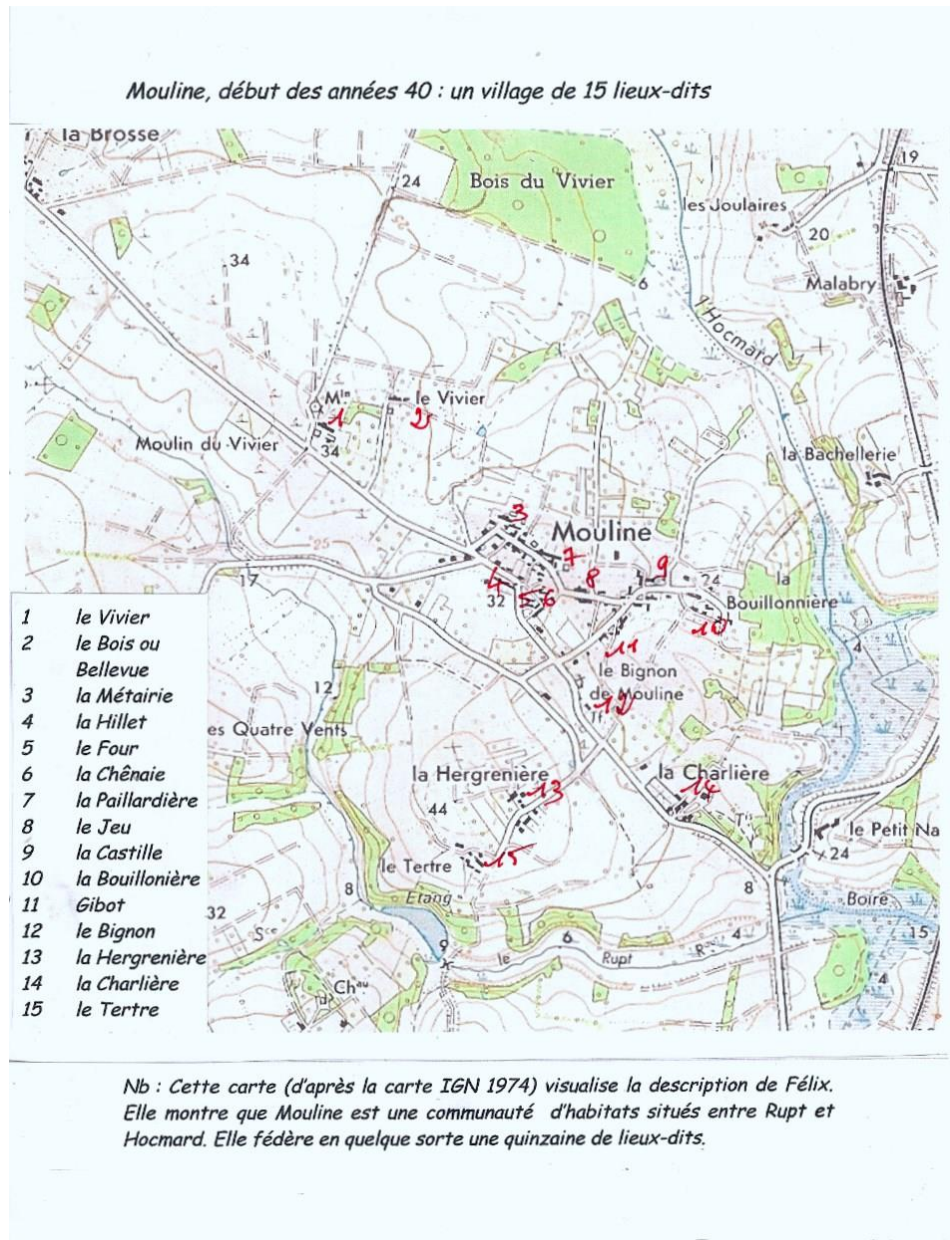 Mouline, début des années 40 : un village de 15 lieux-dits
la Brosse
19
24
Bois du Vivier
les Joulaires
20
34
6
Malabry
l'Hocmard
Mln
le Vivier
1
2
34
Moulin du Vivier
la Bachellerie
3
Mouline
25
7
17
4
32
5
6
8
9
24
la
Bouillonnière
10
11
4
le Bignon
de Mouline
12
12
es Quatre Vents
la Hergrenière
13
la Charlière
14
44
le Petit Na
24
le Tertre
15
8
8
Etang
Boire
32
9
le
6
Rupt
4
15
4
Chau
1 le Vivier
2 le Bois ou
Bellevue
3 la Métairie
4 la Hillet
5 le Four
6 la Chênaie
7 la Paillardière
8 le Jeu
9 la Castille
10 la Bouillonière
11 Gibot
12 le Bignon
13 la Hergrenière
14 la Charlière
15 le Tertre
Nb : Cette carte (d'après la carte IGN 1974) visualise la description de Félix.
Elle montre que Mouline est une communauté d'habitats situés entre Rupt et
Hocmard. Elle fédère en quelque sorte une quinzaine de lieux-dits.